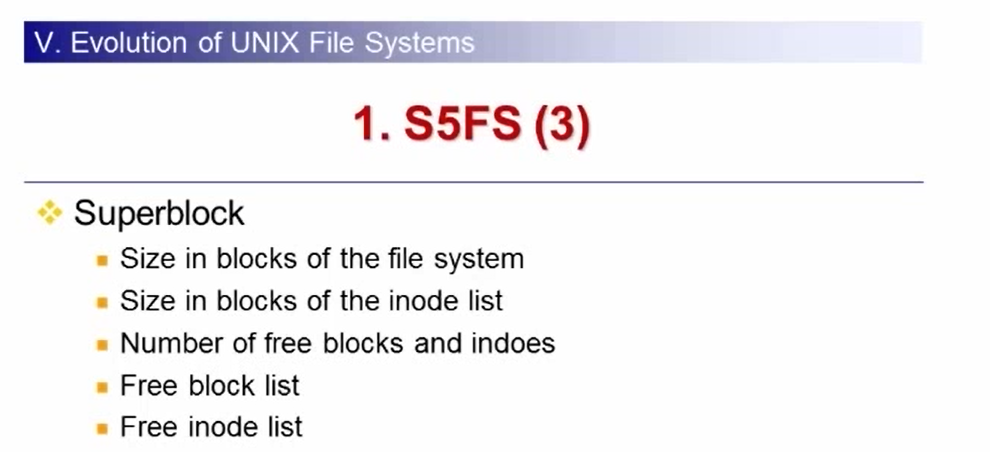 V. Evolution of UNIX File Systems
1. S5FS (3)
Superblock
Size in blocks of the file system
Size in blocks of the inode list
Number of free blocks and indoes
Free block list
Free inode list